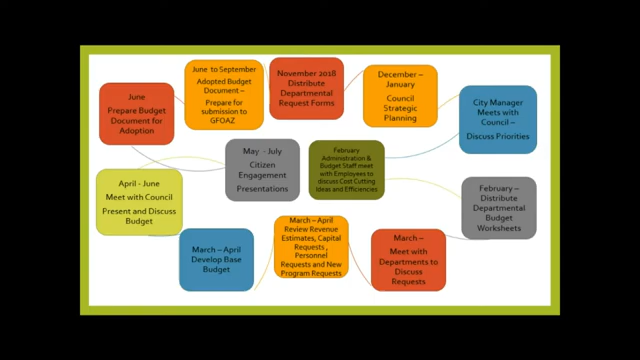 June
Prepare Budget
Document for
Adoption
June to September
Adopted Budget
Document –
Prepare for
submission to
GFOAZ
November 2018
Distribute
Departmental
Request Forms
December –
January
Council
Strategic
Planning
City Manager
Meets with
Council –
Discuss Priorities
May - July
Citizen
Engagement
Presentations
February
Administration &
Budget Staff meet
with Employees to
discuss Cost Cutting
Ideas and Efficiencies
April - June
Meet with Council
Present and Discuss
Budget
February –
Distribute
Departmental
Budget
Worksheets
March – April
Develop Base
Budget
March – April
Review Revenue
Estimates, Capital
Requests ,
Personnel
Requests and New
Program Requests
March –
Meet with
Departments to
Discuss
Requests